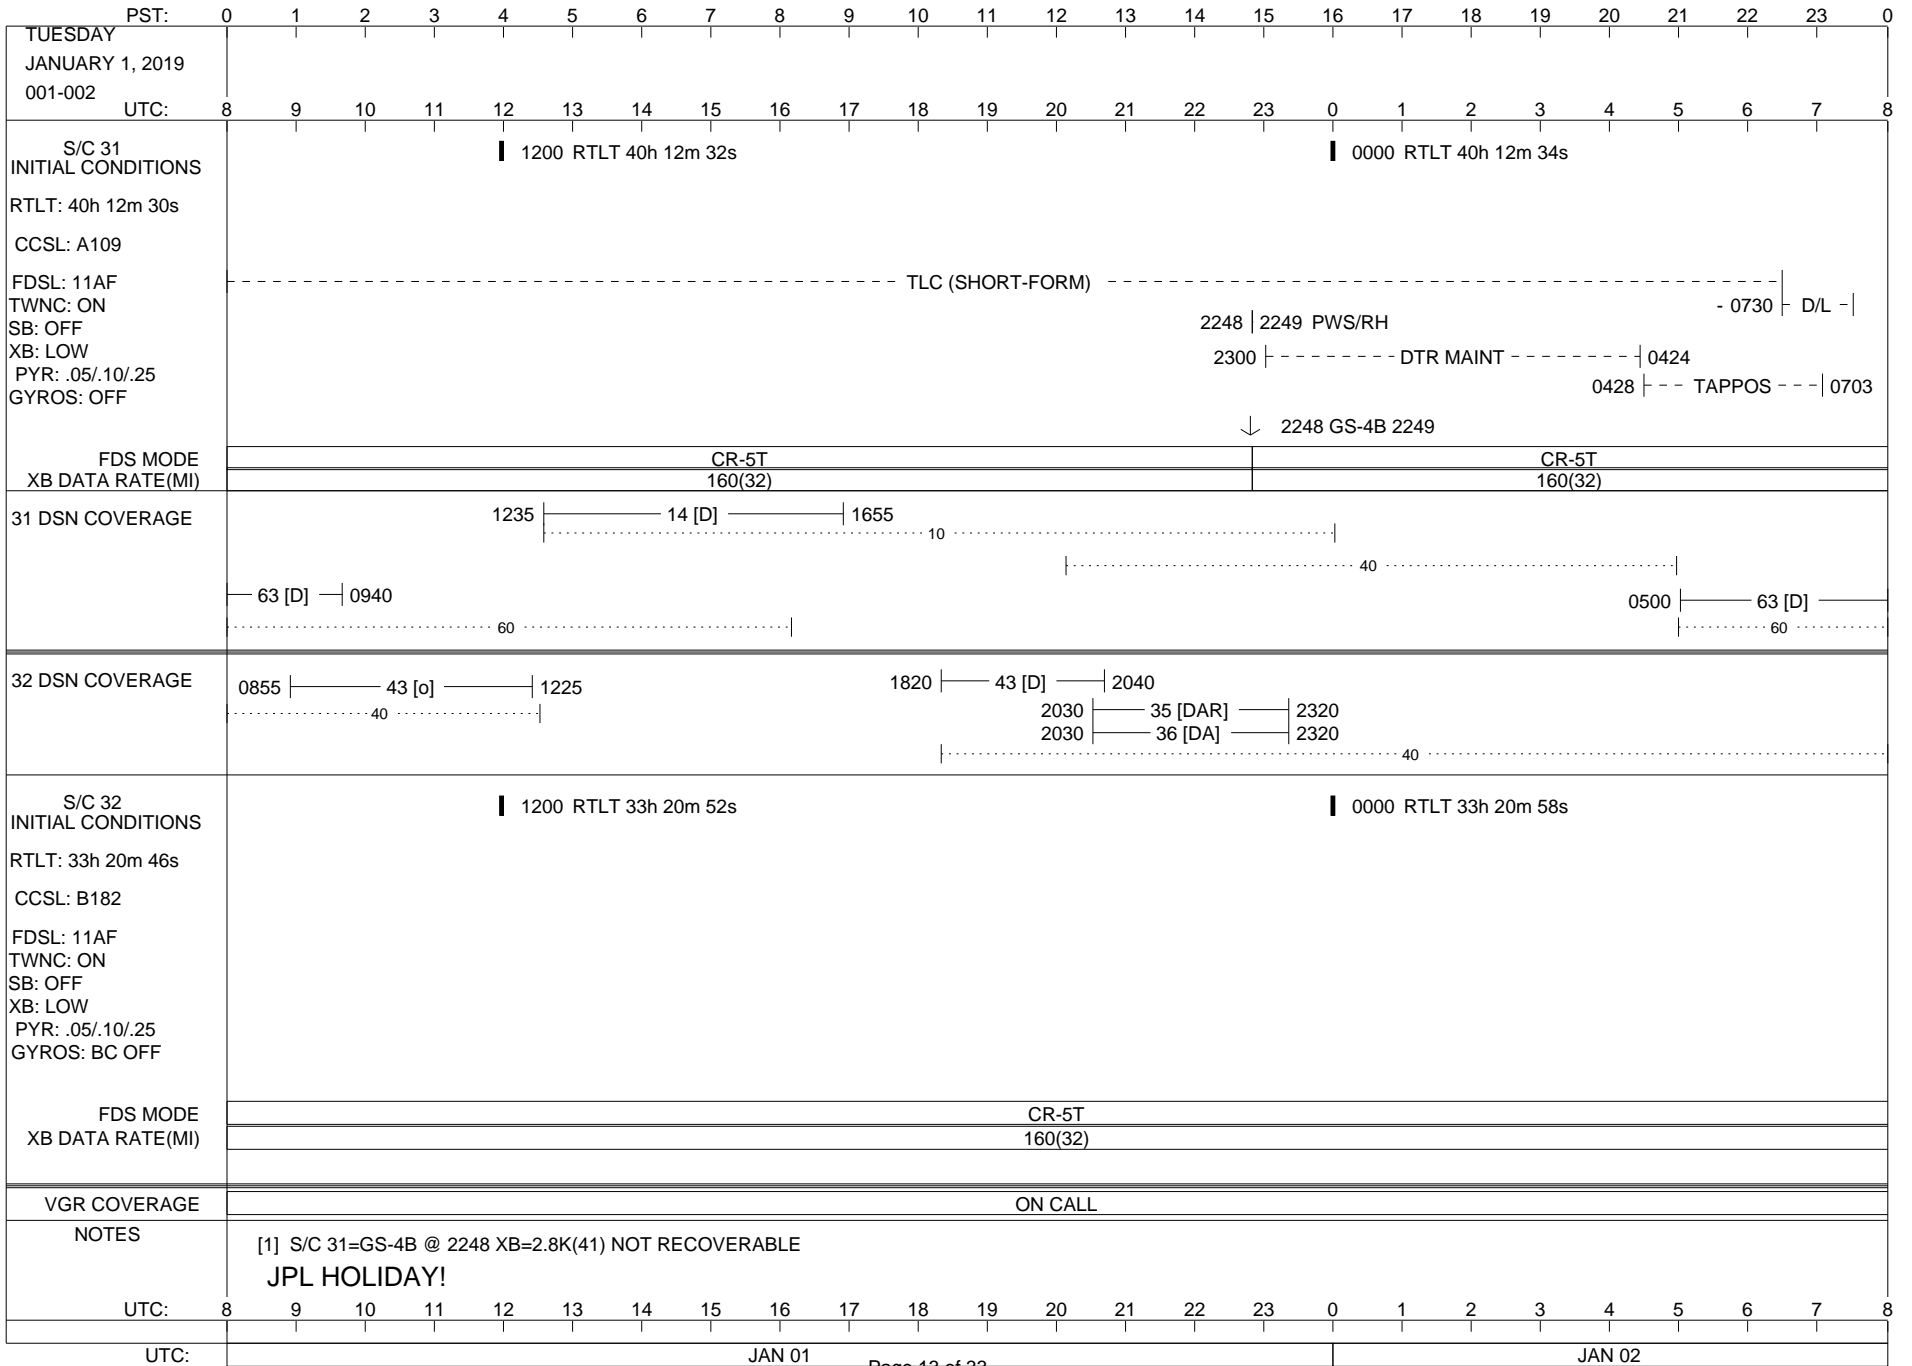 PST: 0 1 2 3 4 5 6 7 8 9 10 11 12 13 14 15 16 17 18 19 20 21 22 23 0
TUESDAY
JANUARY 1, 2019
001-002
UTC: 8 9 10 11 12 13 14 15 16 17 18 19 20 21 22 23 0 1 2 3 4 5 6 7 8
S/C 31
INITIAL CONDITIONS
1200 RTLT 40h 12m 32s
0000 RTLT 40h 12m 34s
RTLT: 40h 12m 30s
CCSL: A109
FDSL: 11AF
TLC (SHORT-FORM)
TWNC: ON
- 0730 D/L
SB: OFF
2248 2249 PWS/RH
XB: LOW
2300 DTR MAINT 0424
PYR: .05/.10/.25
0428 TAPPOS 0703
GYROS: OFF
2248 GS-4B 2249
FDS MODE CR-5T CR-5T
XB DATA RATE(MI) 160(32) 160(32)
31 DSN COVERAGE
1235 14 [D] 1655
10
40
63 [D] 0940
0500 63 [D]
60 60
32 DSN COVERAGE
0855 43 [o] 1225
1820 43 [D] 2040
40
2030 35 [DAR] 2320
2030 36 [DA] 2320
40
S/C 32
INITIAL CONDITIONS
1200 RTLT 33h 20m 52s
0000 RTLT 33h 20m 58s
RTLT: 33h 20m 46s
CCSL: B182
FDSL: 11AF
TWNC: ON
SB: OFF
XB: LOW
PYR: .05/.10/.25
GYROS: BC OFF
FDS MODE CR-5T
XB DATA RATE(MI) 160(32)
VGR COVERAGE ON CALL
NOTES
[1] S/C 31=GS-4B @ 2248 XB=2.8K(41) NOT RECOVERABLE
JPL HOLIDAY!
UTC: 8 9 10 11 12 13 14 15 16 17 18 19 20 21 22 23 0 1 2 3 4 5 6 7 8
UTC: JAN 01 JAN 02
Page 13 of 33